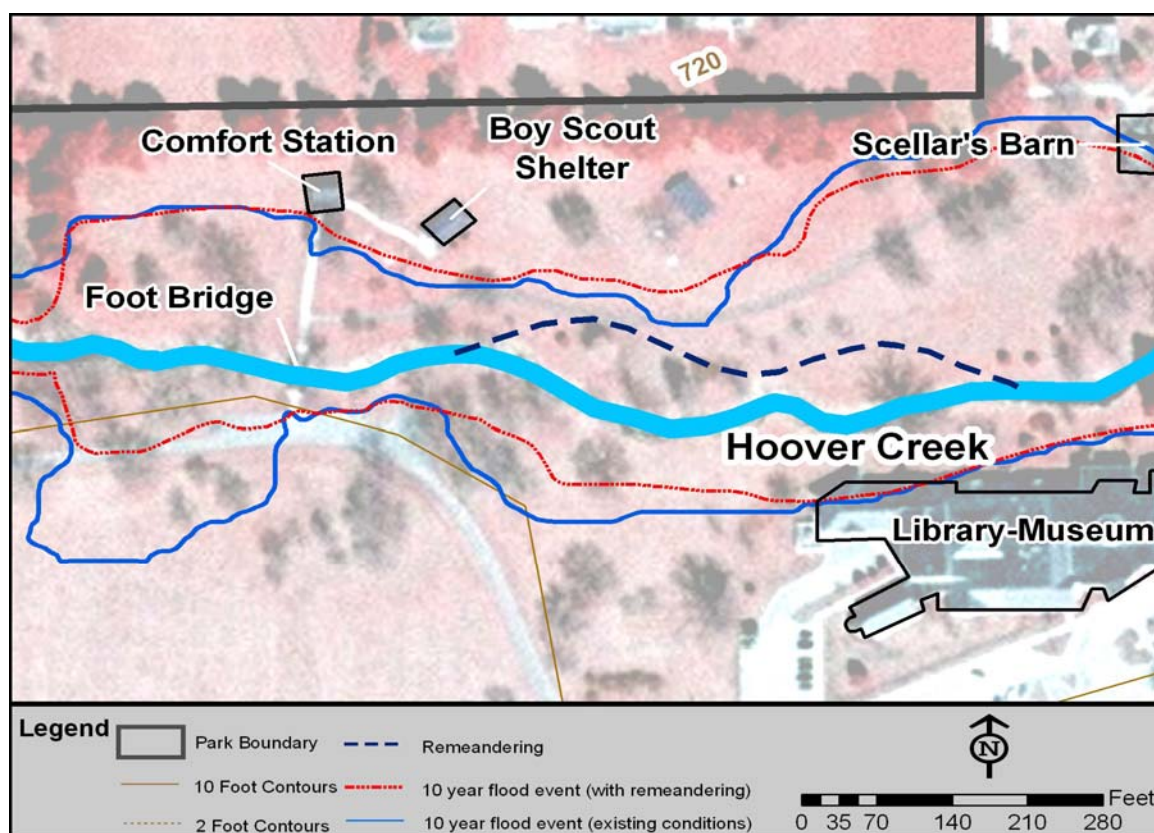 720
Comfort Station
Boy Scout
Shelter
Scellar's Barn
Foot Bridge
Hoover Creek
Library-Museum
Legend
Park Boundary
Remeandering
10 Foot Contours
10 year flood event (with remeandering)
2 Foot Contours
10 year flood event (existing conditions)
N
Feet
0 35 70 140 210 280